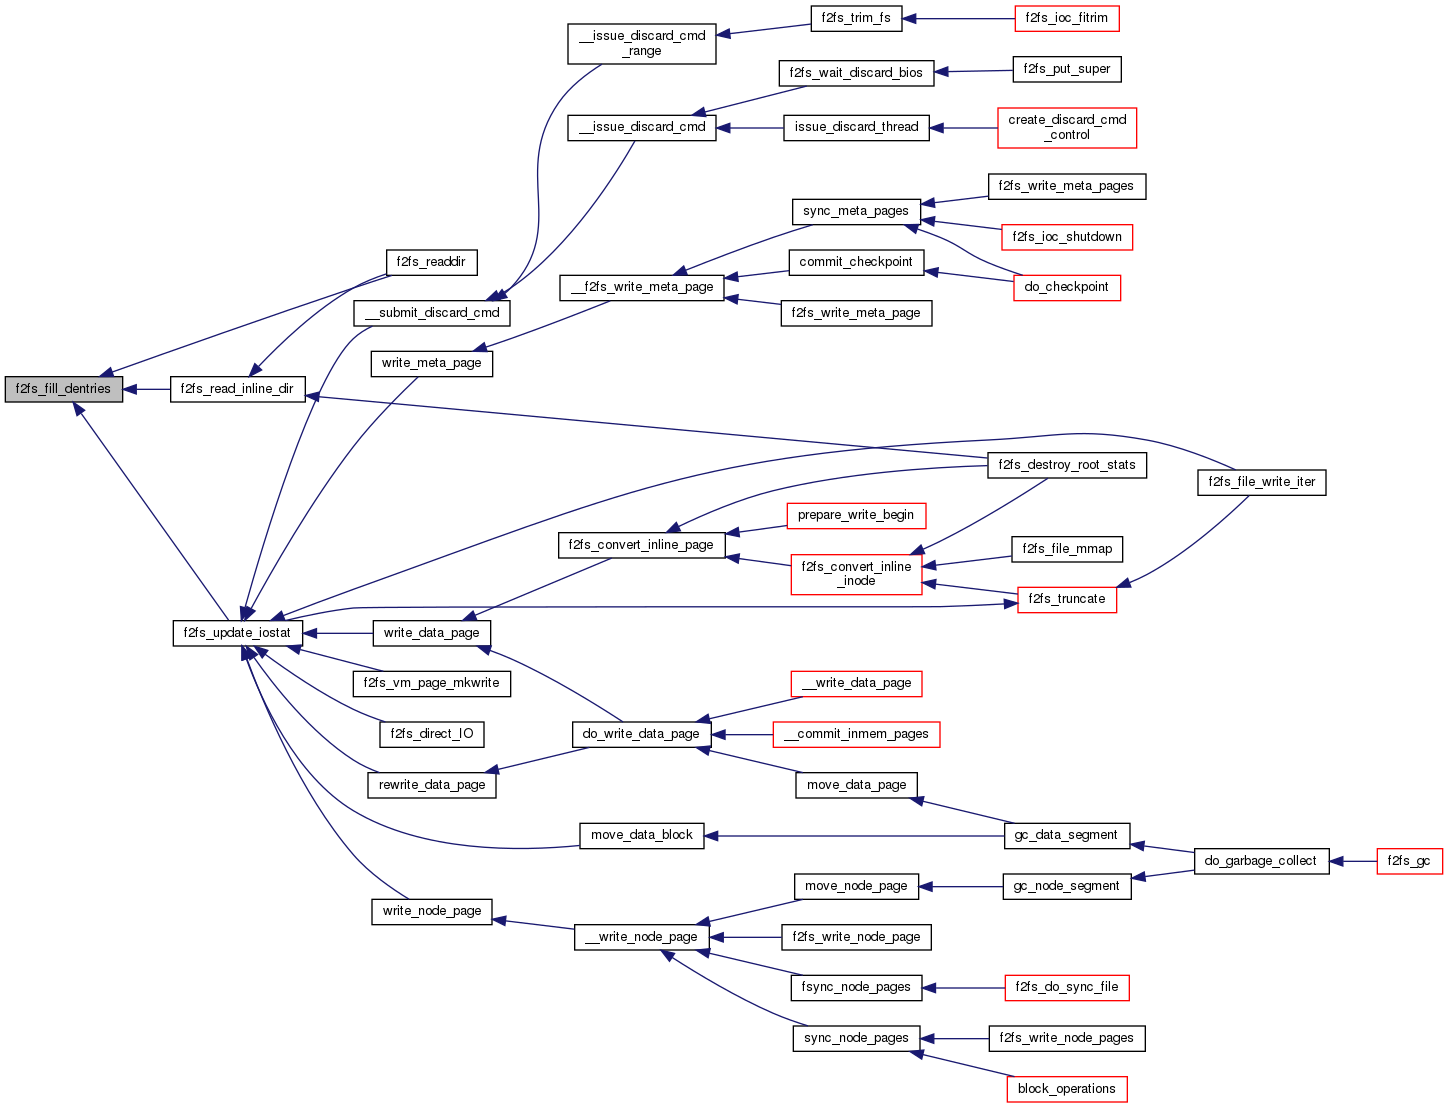 f2fs_trim_fs
f2fs_ioc_fitrim
__issue_discard_cmd
_range
f2fs_wait_discard_bios
f2fs_put_super
__issue_discard_cmd
issue_discard_thread
create_discard_cmd
_control
f2fs_write_meta_pages
sync_meta_pages
f2fs_ioc_shutdown
f2fs_readdir
commit_checkpoint
__f2fs_write_meta_page
do_checkpoint
__submit_discard_cmd
f2fs_write_meta_page
write_meta_page
f2fs_fill_dentries
f2fs_read_inline_dir
f2fs_destroy_root_stats
f2fs_file_write_iter
prepare_write_begin
f2fs_convert_inline_page
f2fs_file_mmap
f2fs_convert_inline
_inode
f2fs_truncate
f2fs_update_iostat
write_data_page
f2fs_vm_page_mkwrite
__write_data_page
f2fs_direct_IO
do_write_data_page
__commit_inmem_pages
rewrite_data_page
move_data_page
move_data_block
gc_data_segment
do_garbage_collect
f2fs_gc
move_node_page
gc_node_segment
write_node_page
__write_node_page
f2fs_write_node_page
fsync_node_pages
f2fs_do_sync_file
sync_node_pages
f2fs_write_node_pages
block_operations